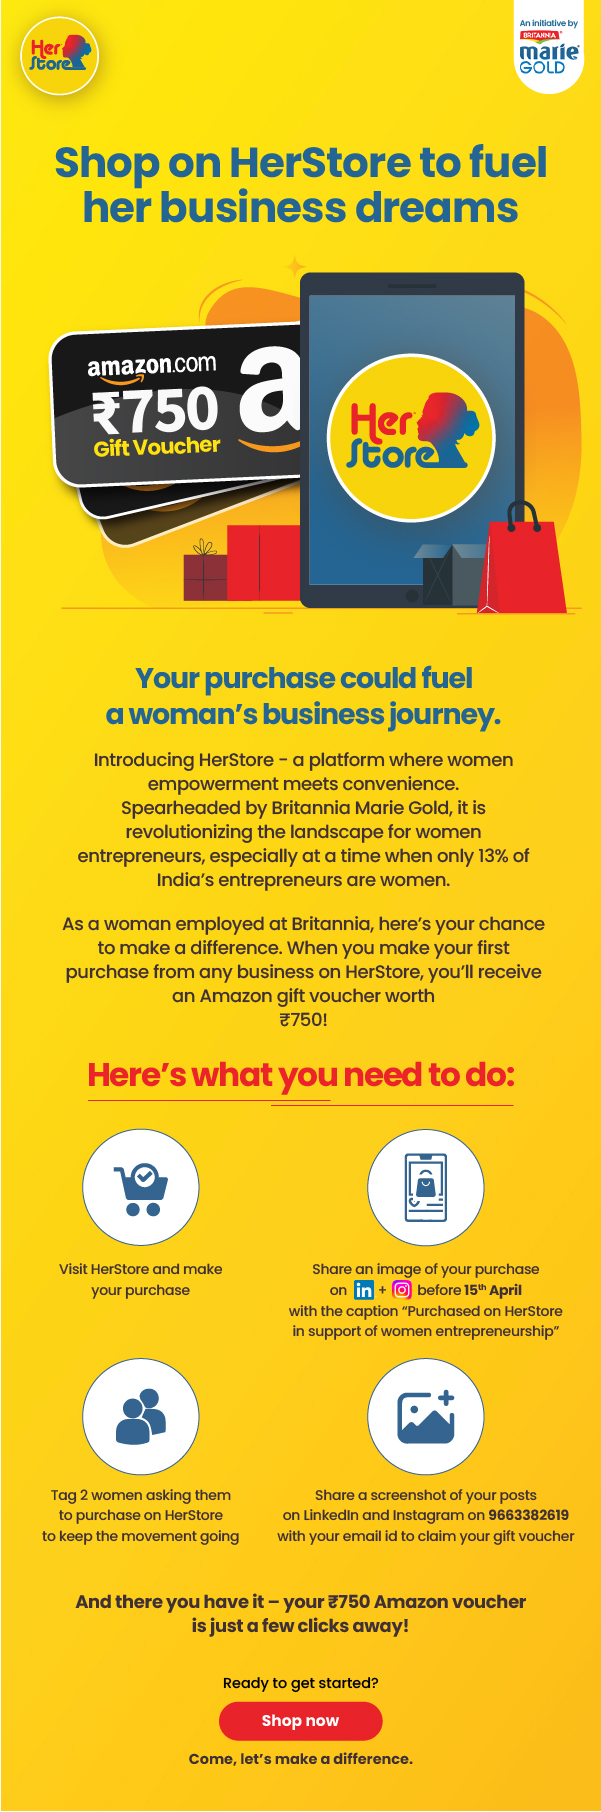 Her
Store
An initiative by
BRITANNIA
marie
GOLD
Shop on HerStore to fuel
her business dreams
amazon.com
₹750
Gift Voucher
a
Her
Store
Your purchase could fuel
a woman's business journey.
Introducing HerStore - a platform where women
empowerment meets convenience.
Spearheaded by Britannia Marie Gold, it is
revolutionizing the landscape for women
entrepreneurs, especially at a time when only 13% of
India's entrepreneurs are women.
As a woman employed at Britannia, here's your chance
to make a difference. When you make your first
purchase from any business on HerStore, you'll receive
an Amazon gift voucher worth
₹750!
Here's what you need to do:
Visit HerStore and make
your purchase
Share an image of your purchase
on in + before 15th April
with the caption “Purchased on HerStore
in support of women entrepreneurship”
Tag 2 women asking them
to purchase on HerStore
to keep the movement going
Share a screenshot of your posts
on LinkedIn and Instagram on 9663382619
with your email id to claim your gift voucher
And there you have it – your ₹750 Amazon voucher
is just a few clicks away!
Ready to get started?
Shop now
Come, let's make a difference.